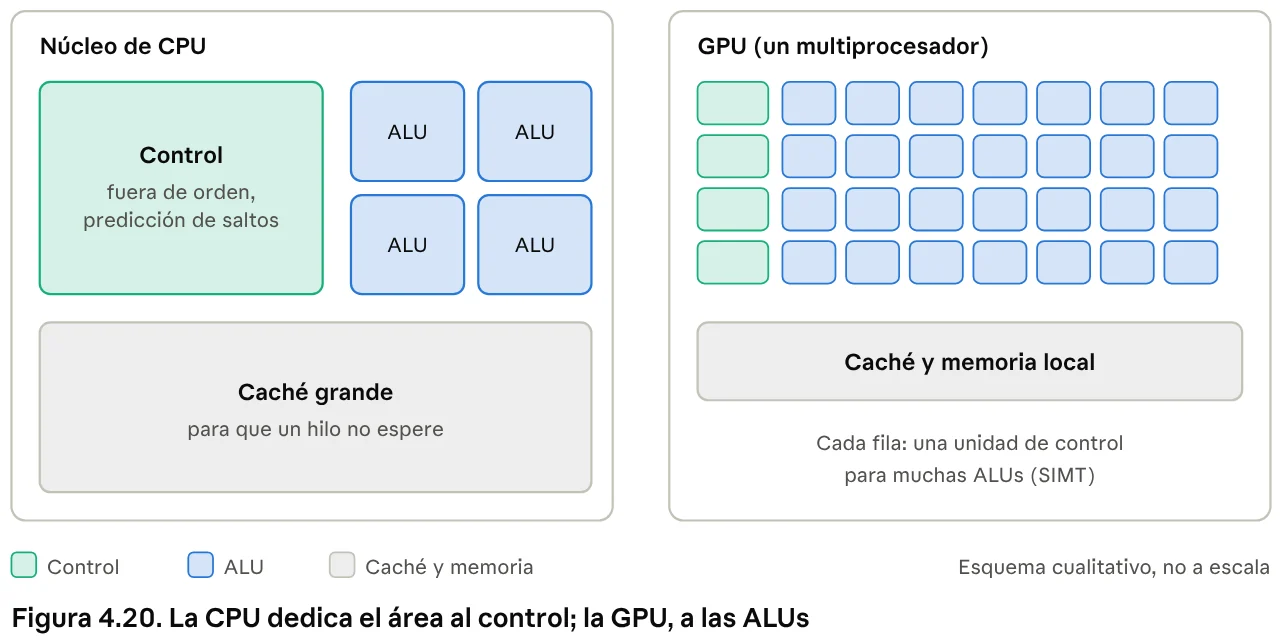 Núcleo de CPU
Control
fuera de orden,
predicción de saltos
ALU
ALU
ALU
ALU
Caché grande
para que un hilo no espere
GPU (un multiprocesador)
Caché y memoria local
Cada fila: una unidad de control
para muchas ALUs (SIMT)
Control
ALU
Caché y memoria
Esquema cualitativo, no a escala
Figura 4.20. La CPU dedica el área al control; la GPU, a las ALUs